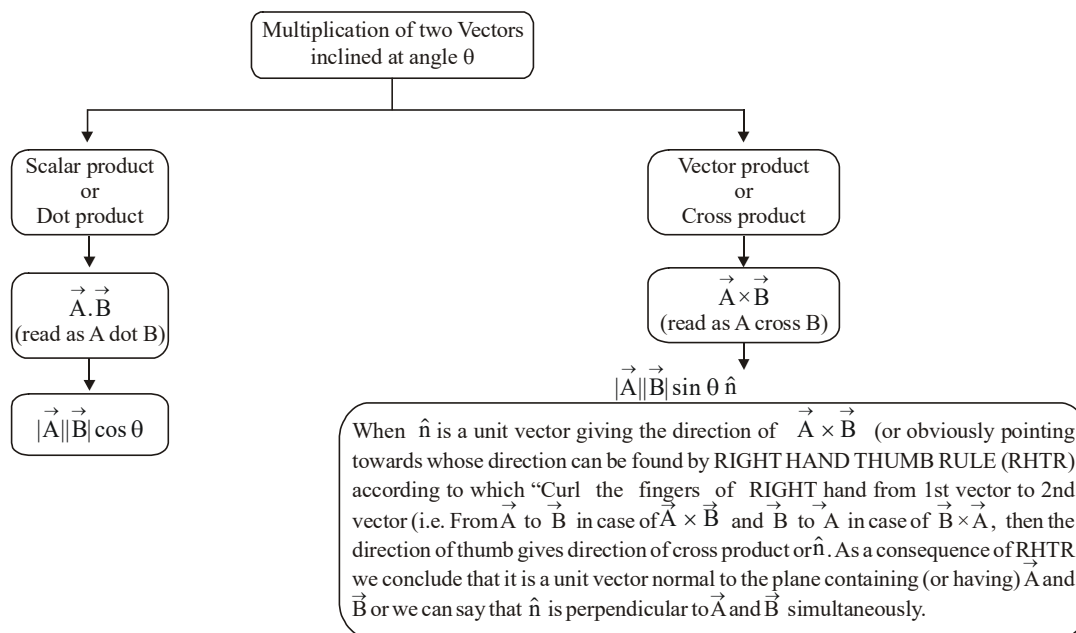 Multiplication of two Vectors
inclined at angle θ
Scalar product
or
Dot product
Vector product
or
Cross product
A⃗.B⃗
(read as A dot B)
A⃗ × B⃗
(read as A cross B)
|A⃗||B⃗| cos θ
|A⃗||B⃗| sin θ n̂
When n̂ is a unit vector giving the direction of A⃗ × B⃗ (or obviously pointing
towards whose direction can be found by RIGHT HAND THUMB RULE (RHTR)
according to which “Curl the fingers of RIGHT hand from 1st vector to 2nd
vector (i.e. From A⃗ to B⃗ in case of A⃗ × B⃗ and B⃗ to A⃗ in case of B⃗ × A⃗, then the
direction of thumb gives direction of cross product or n̂. As a consequence of RHTR
we conclude that it is a unit vector normal to the plane containing (or having) A⃗ and
B⃗ or we can say that n̂ is perpendicular to A⃗ and B⃗ simultaneously.